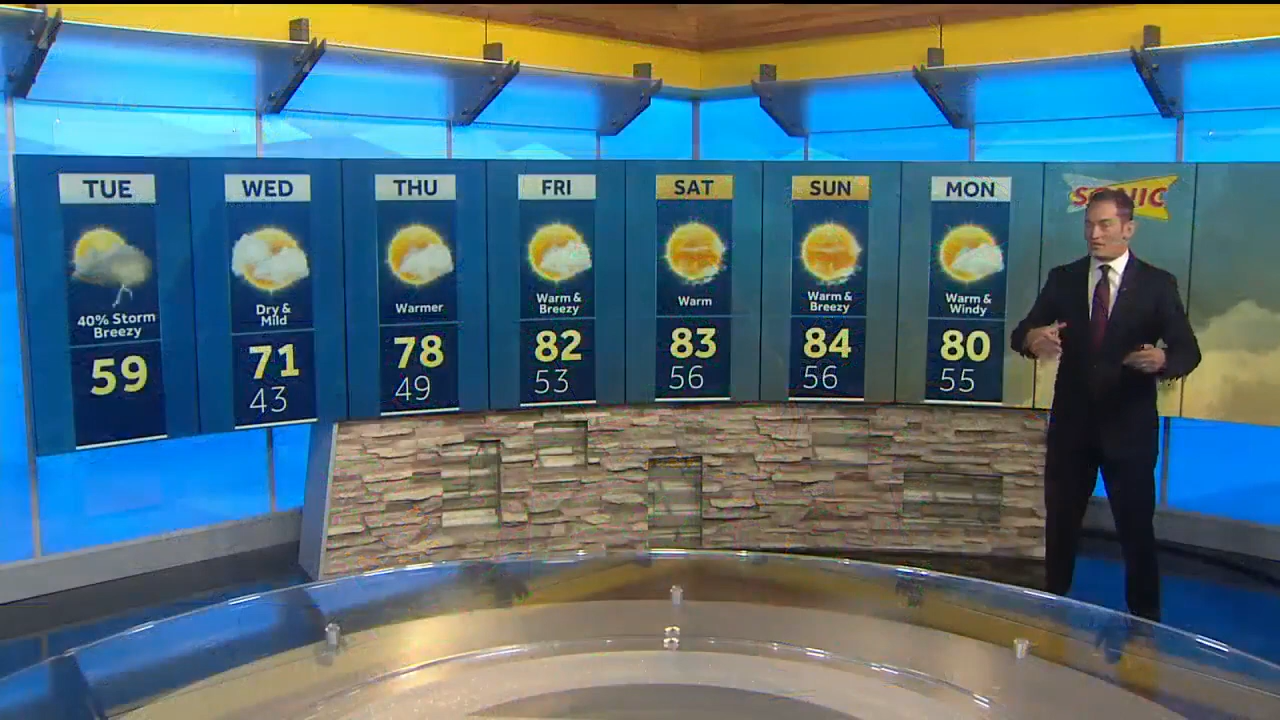 TUE
40% Storm
Breezy
59
WED
Dry &
Mild
71
43
THU
Warmer
78
49
FRI
Warm &
Breezy
82
53
SAT
Warm
83
56
SUN
Warm &
Breezy
84
56
MON
Warm &
Windy
80
55
SONIC